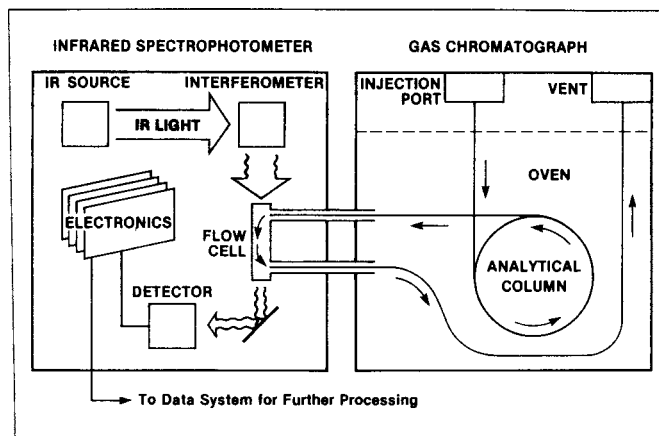 INFRARED SPECTROPHOTOMETER
GAS CHROMATOGRAPH
IR SOURCE
INTERFEROMETER
IR LIGHT
ELECTRONICS
FLOW
CELL
DETECTOR
INJECTION
PORT
VENT
OVEN
ANALYTICAL
COLUMN
To Data System for Further Processing